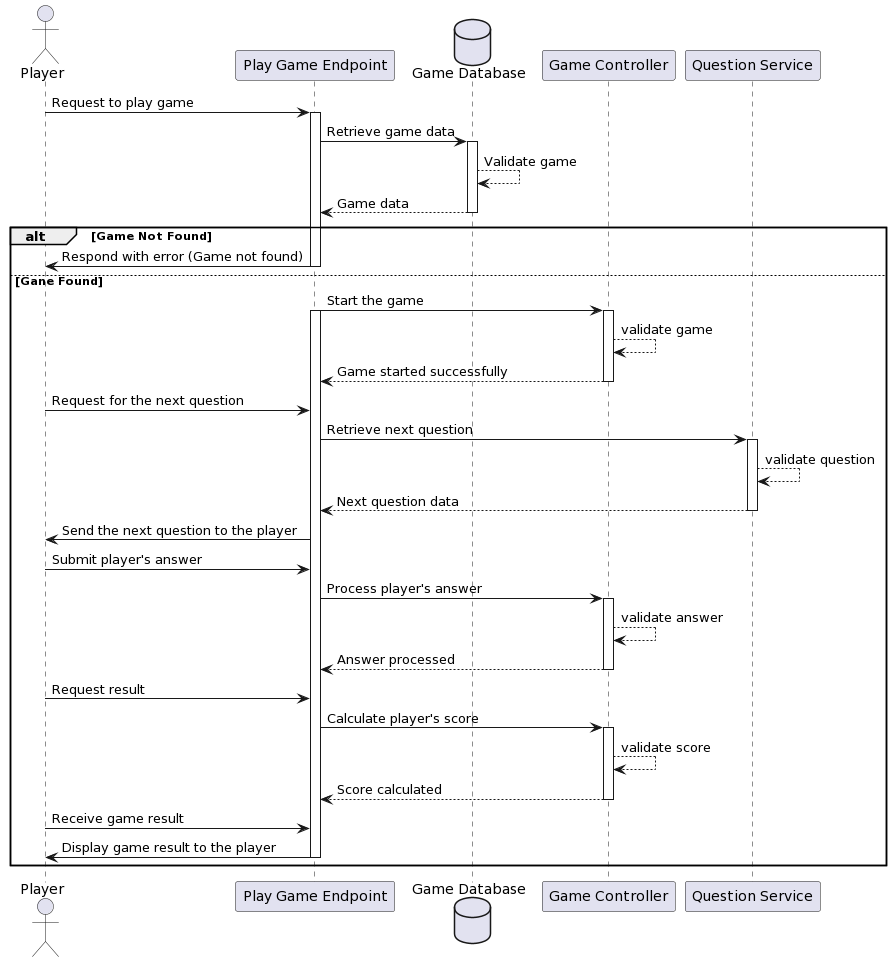 Player
Play Game Endpoint
Game Database
Game Controller
Question Service
Request to play game
Retrieve game data
Validate game
Game data
alt
[Game Not Found]
Respond with error (Game not found)
[Gane Found]
Start the game
validate game
Game started successfully
Request for the next question
Retrieve next question
validate question
Next question data
Send the next question to the player
Submit player's answer
Process player's answer
validate answer
Answer processed
Request result
Calculate player's score
validate score
Score calculated
Receive game result
Display game result to the player
Player
Play Game Endpoint
Game Database
Game Controller
Question Service